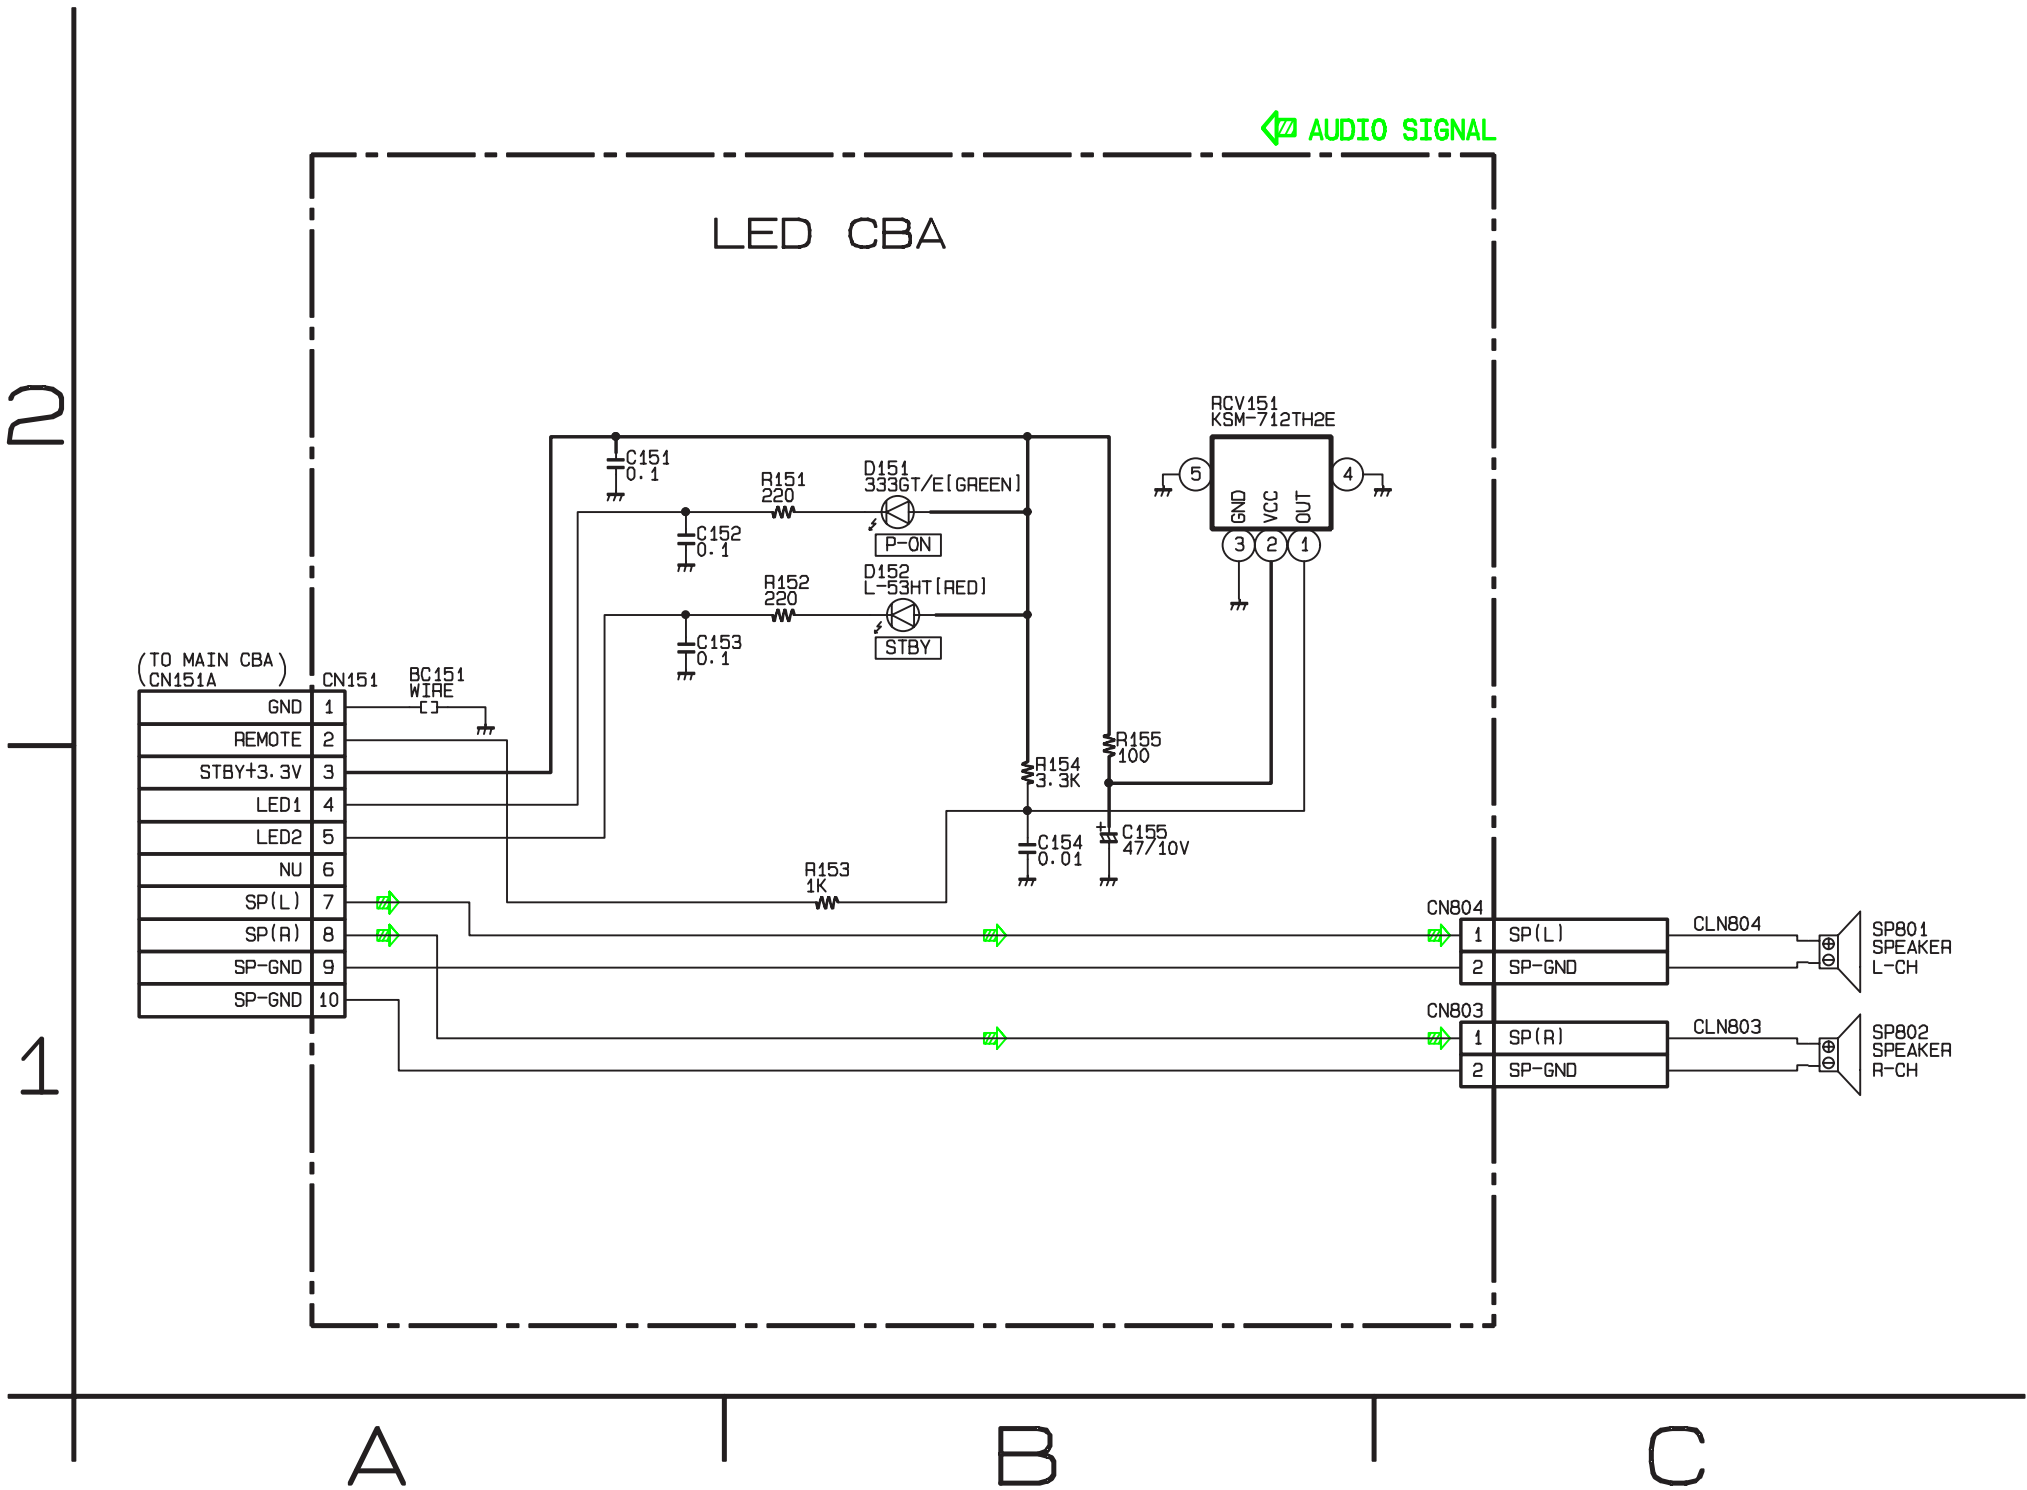 AUDIO SIGNAL
LED CBA
2
RCV151
KSM-712TH2E
5
4
GND
VCC
OUT
3
2
1
C151
0.1
R151
220
D151
333GT/E[GREEN]
P-ON
C152
0.1
R152
220
D152
L-53HT[RED]
STBY
C153
0.1
(TO MAIN CBA
CN151A)
CN151
BC151
WIRE
GND 1
REMOTE 2
STBY+3.3V 3
LED1 4
LED2 5
NU 6
SP(L) 7
SP(R) 8
SP-GND 9
SP-GND 10
R155
100
R154
3.3K
+
C155
47/10V
C154
0.01
R153
1K
CN804
1 SP(L)
2 SP-GND
CLN804
SP801
SPEAKER
L-CH
CN803
1 SP(R)
2 SP-GND
CLN803
SP802
SPEAKER
R-CH
1
A
B
C